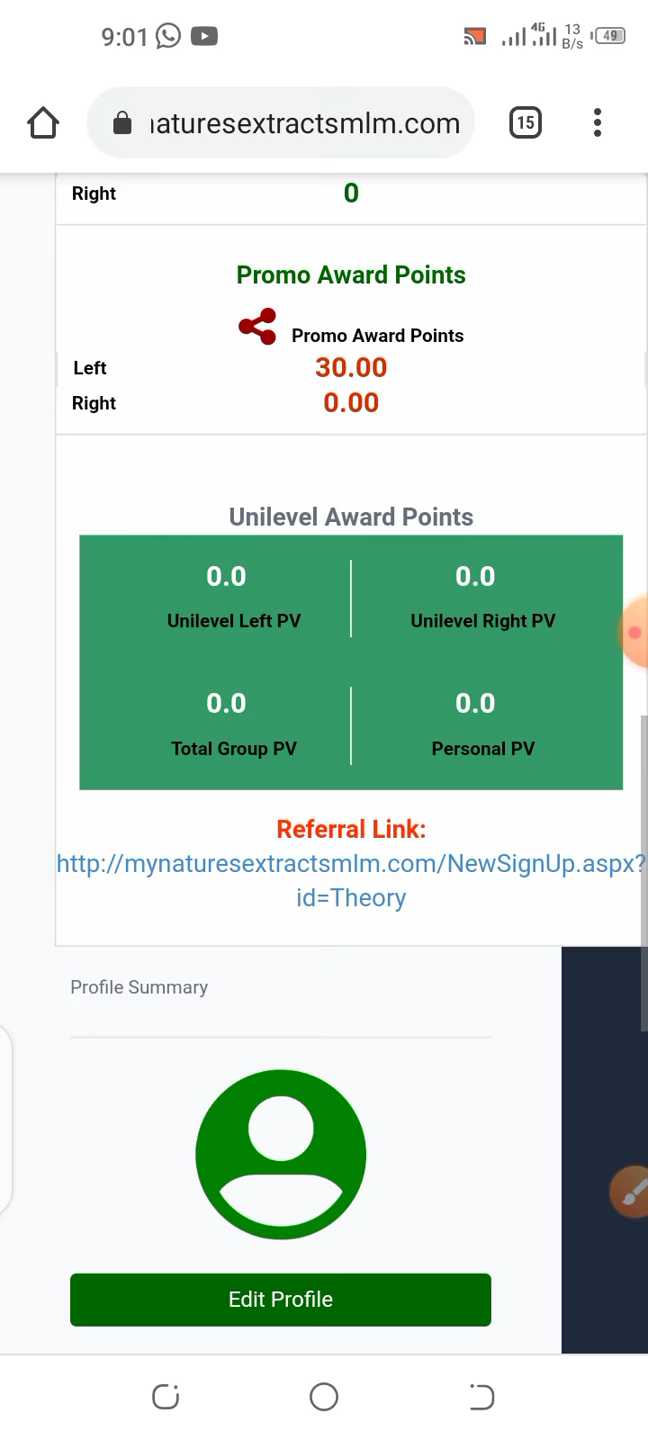 9:01 4G 13 B/s 49
naturesextractsmlm.com 15
Right 0
Promo Award Points
Promo Award Points
Left 30.00
Right 0.00
Unilevel Award Points
0.0 0.0
Unilevel Left PV Unilevel Right PV
0.0 0.0
Total Group PV Personal PV
Referral Link:
http://mynaturesextractsmlm.com/NewSignUp.aspx?
id=Theory
Profile Summary
Edit Profile